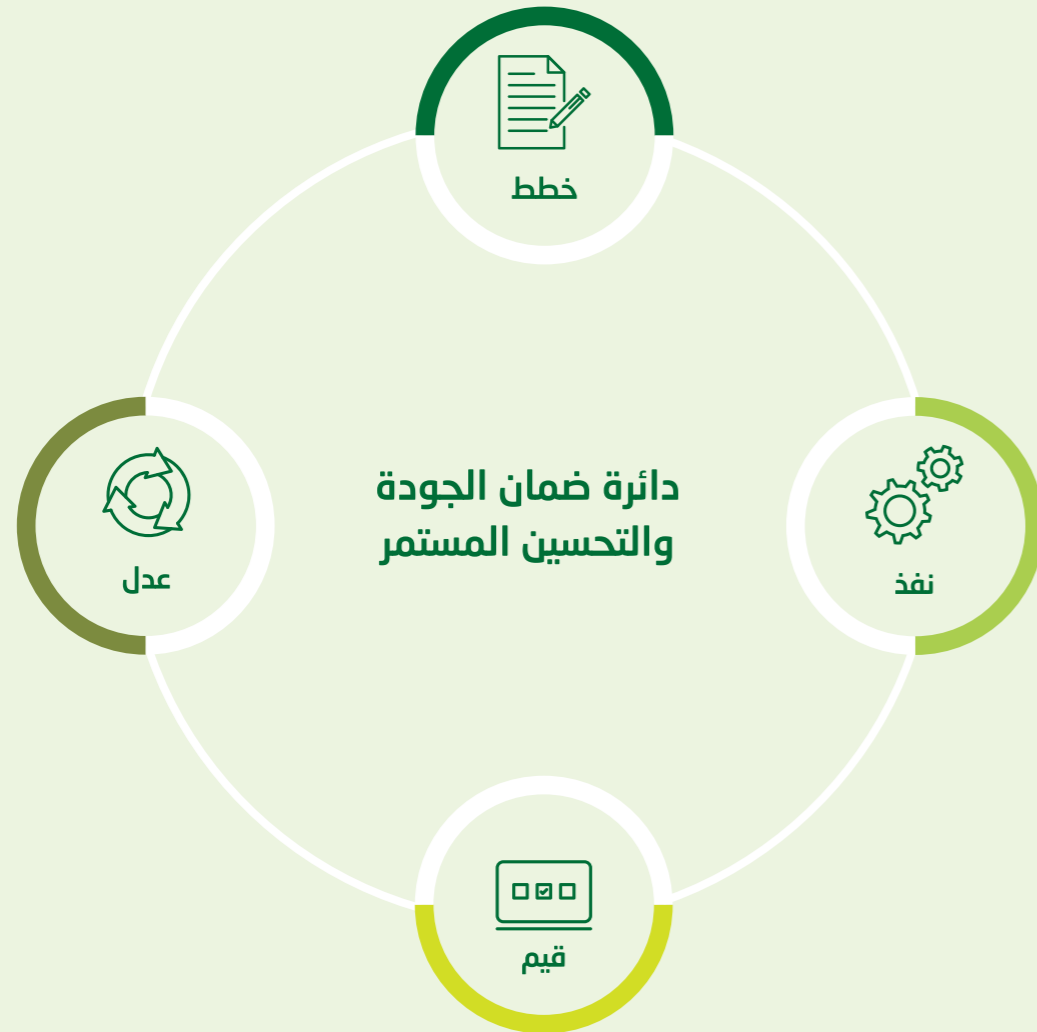 خطط
دائرة ضمان الجودة
والتحسين المستمر
نفذ
عدل
قيم